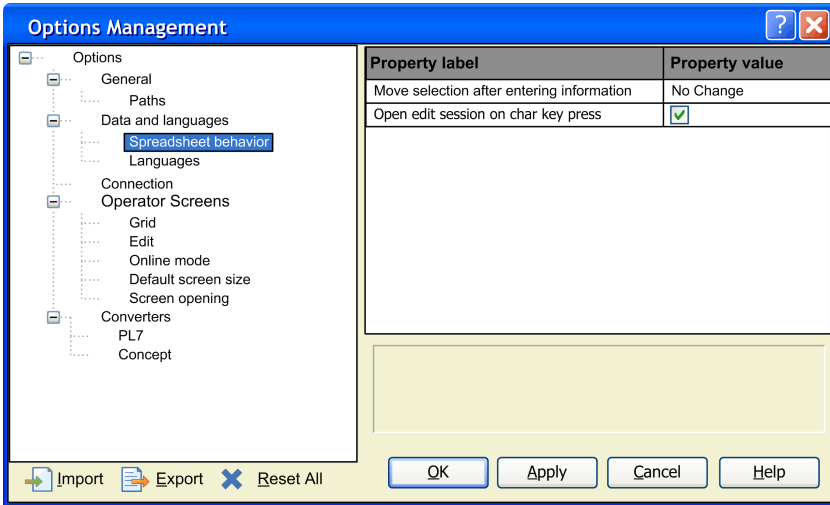 Options Management
?
Options
General
Paths
Data and languages
Spreadsheet behavior
Languages
Connection
Operator Screens
Grid
Edit
Online mode
Default screen size
Screen opening
Converters
PL7
Concept
Property label Property value
Move selection after entering information No Change
Open edit session on char key press
Import Export Reset All
OK Apply Cancel Help